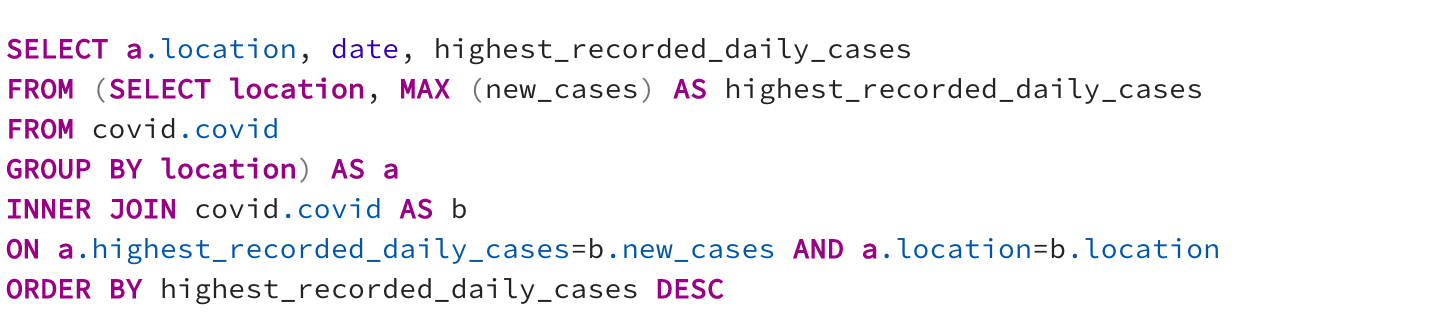 SELECT a.location, date, highest_recorded_daily_cases
FROM (SELECT location, MAX (new_cases) AS highest_recorded_daily_cases
FROM covid.covid
GROUP BY location) AS a
INNER JOIN covid.covid AS b
ON a.highest_recorded_daily_cases=b.new_cases AND a.location=b.location
ORDER BY highest_recorded_daily_cases DESC